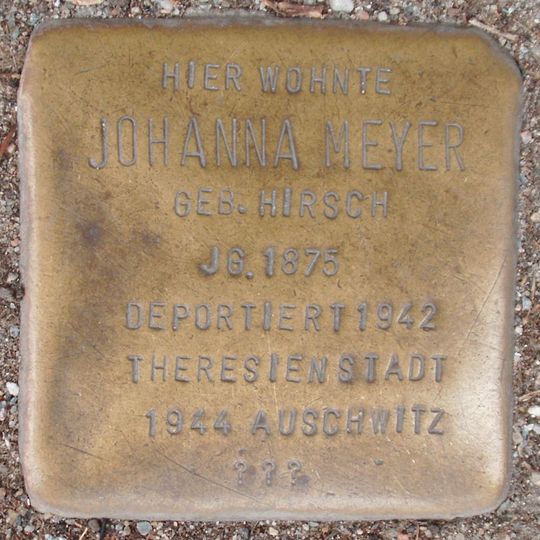 HIER WOHNTE
JOHANNA MEYER
GEB. HIRSCH
JG. 1875
DEPORTIERT 1942
THERESIENSTADT
1944 AUSCHWITZ
???